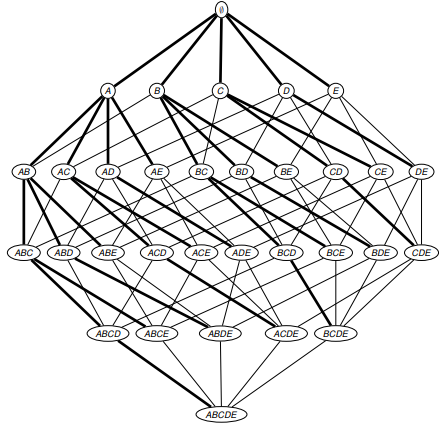 ∅
A B C D E
AB AC AD AE BC BD BE CD CE DE
ABC ABD ABE ACD ACE ADE BCD BCE BDE CDE
ABCD ABCE ABDE ACDE BCDE
ABCDE